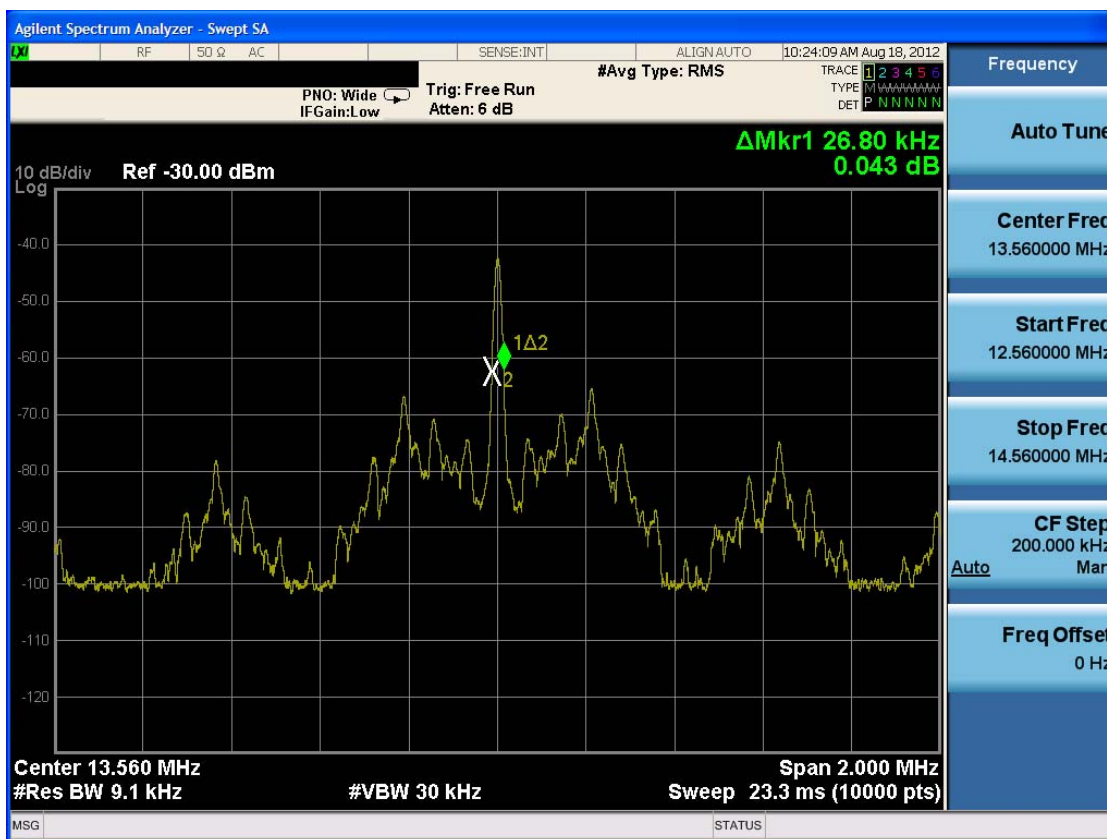 Agilent Spectrum Analyzer - Swept SA
LXI RF 50 Ω AC SENSE:INT ALIGN AUTO 10:24:09 AM Aug 18, 2012
Frequency
#Avg Type: RMS
TRACE 1 2 3 4 5 6
PNO: Wide Trig: Free Run
TYPE M WWWWW
IFGain:Low Atten: 6 dB
DET P N N N N N
Auto Tune
ΔMkr1 26.80 kHz
0.043 dB
10 dB/div Ref -30.00 dBm
Log
-40.0
-50.0
-60.0
-70.0
-80.0
-90.0
-100
-110
-120
1Δ2
2
Center Freq
13.560000 MHz
Start Freq
12.560000 MHz
Stop Freq
14.560000 MHz
CF Step
200.000 kHz
Auto Man
Freq Offset
0 Hz
Center 13.560 MHz Span 2.000 MHz
#Res BW 9.1 kHz #VBW 30 kHz Sweep 23.3 ms (10000 pts)
MSG STATUS